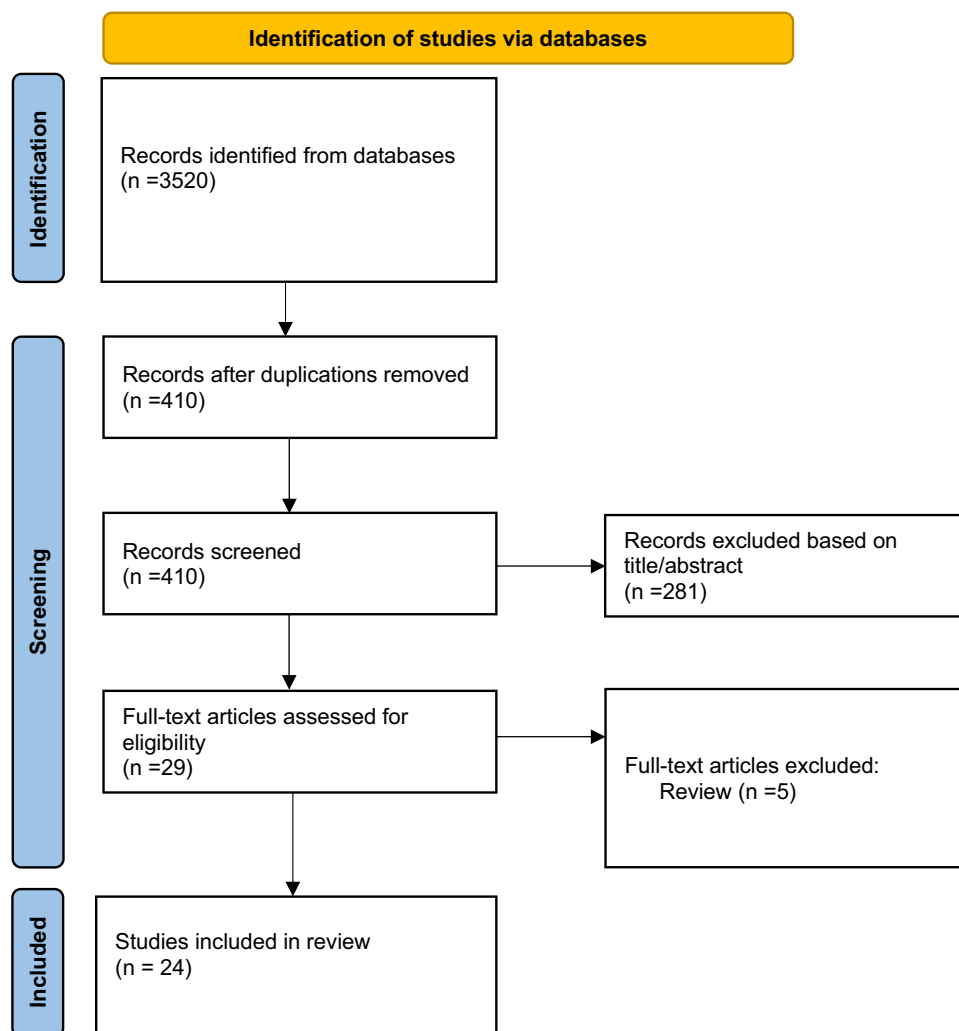 Identification of studies via databases
Identification
Records identified from databases
(n =3520)
Screening
Records after duplications removed
(n =410)
Records screened
(n =410)
Records excluded based on
title/abstract
(n =281)
Full-text articles assessed for
eligibility
(n =29)
Full-text articles excluded:
Review (n =5)
Included
Studies included in review
(n = 24)